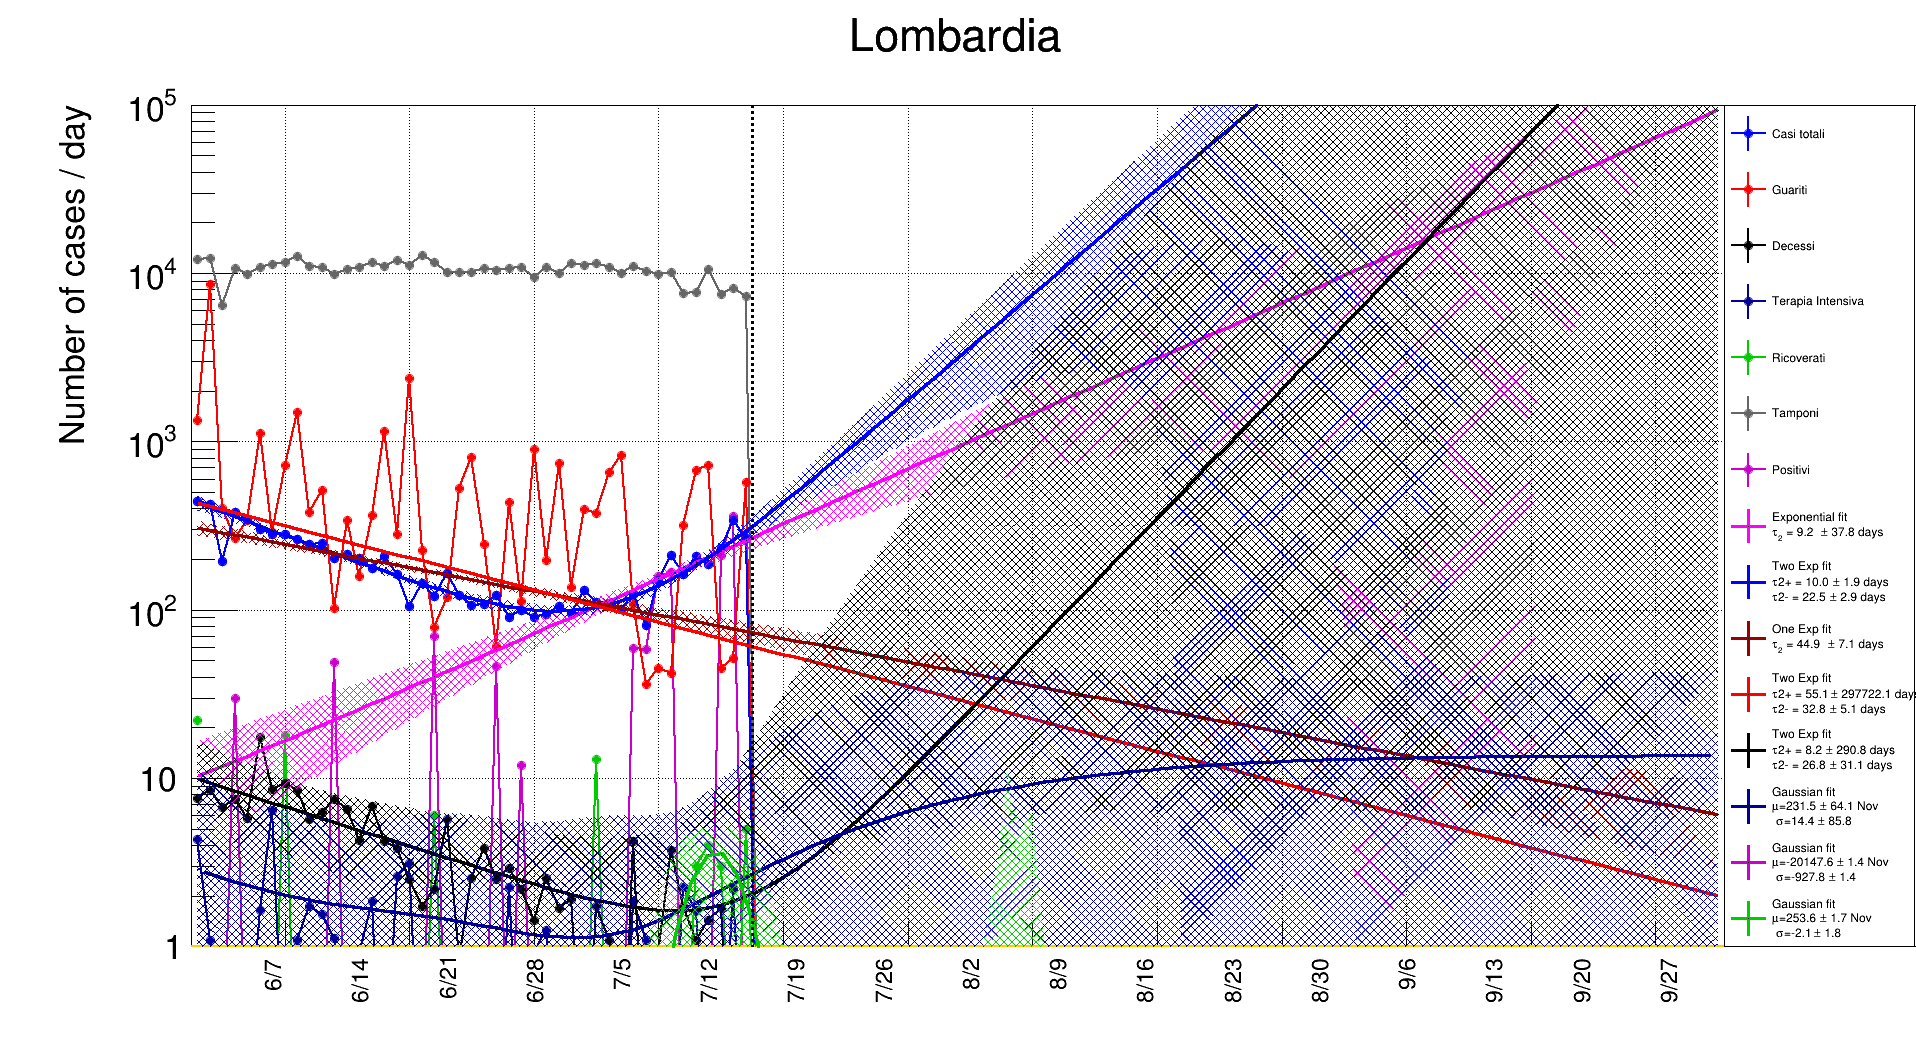 Lombardia
Number of cases / day
10^5
10^4
10^3
10^2
10
1
6/7
6/14
6/21
6/28
7/5
7/12
7/19
7/26
8/2
8/9
8/16
8/23
8/30
9/6
9/13
9/20
9/27
Casi totali
Guariti
Decessi
Terapia Intensiva
Ricoverati
Tamponi
Positivi
Exponential fit
τ_2 = 9.2 ± 37.8 days
Two Exp fit
τ2+ = 10.0 ± 1.9 days
τ2- = 22.5 ± 2.9 days
One Exp fit
τ_2 = 44.9 ± 7.1 days
Two Exp fit
τ2+ = 55.1 ± 297722.1 day
τ2- = 32.8 ± 5.1 days
Two Exp fit
τ2+ = 8.2 ± 290.8 days
τ2- = 26.8 ± 31.1 days
Gaussian fit
μ=231.5 ± 64.1 Nov
σ=14.4 ± 85.8
Gaussian fit
μ=-20147.6 ± 1.4 Nov
σ=-927.8 ± 1.4
Gaussian fit
μ=253.6 ± 1.7 Nov
σ=-2.1 ± 1.8